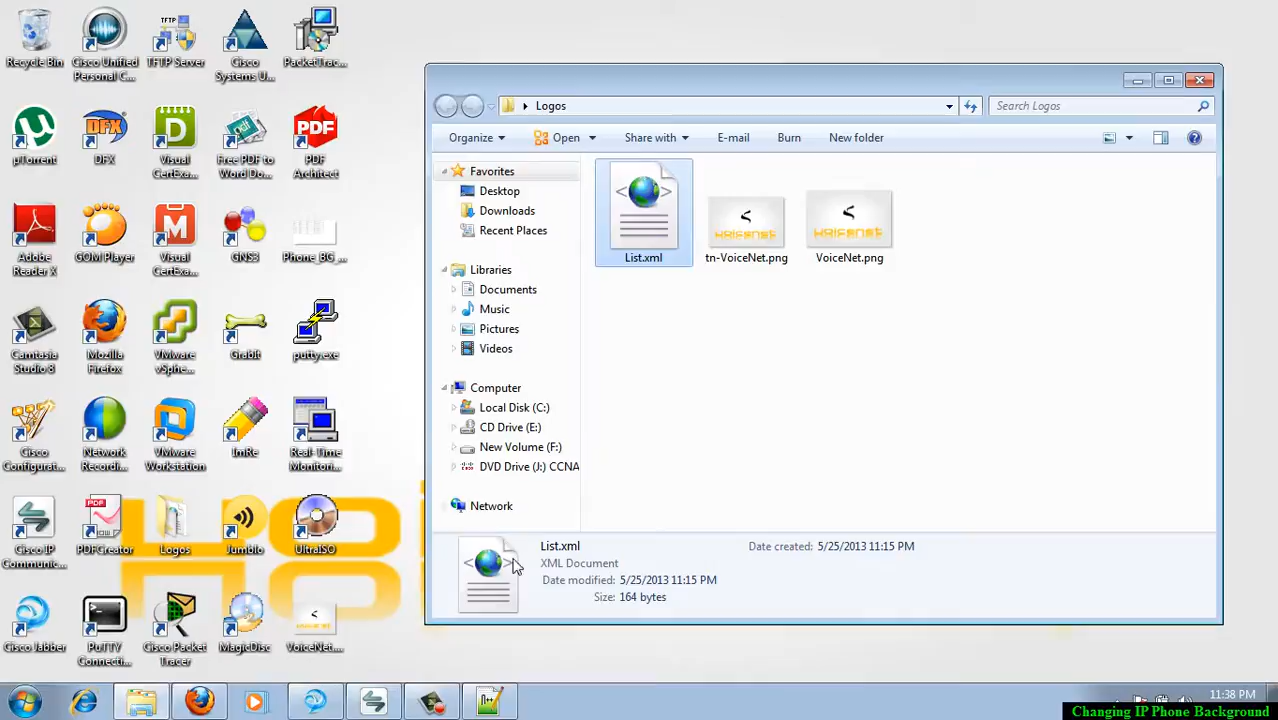 Recycle Bin
Cisco Unified
Personal C...
TFTP Server
Cisco
Systems U...
PacketTrac...
µTorrent
DFX
Visual
CertExa...
Free PDF to
Word Do...
PDF
Architect
Adobe
Reader X
GOM Player
Visual
CertExa...
GNS3
Phone_BG_...
Camtasia
Studio 8
Mozilla
Firefox
VMware
vSphe...
GrabIt
putty.exe
Cisco
Configurat...
Network
Recordi...
VMware
Workstation
ImRe
Real-Time
Monitori...
Cisco IP
Communic...
PDFCreator
Logos
Jumblo
UltraISO
Cisco Jabber
PuTTY
Connecti...
Cisco Packet
Tracer
MagicDisc
VoiceNet....
Logos
Search Logos
Organize
Open
Share with
E-mail
Burn
New folder
Favorites
Desktop
Downloads
Recent Places
Libraries
Documents
Music
Pictures
Videos
Computer
Local Disk (C:)
CD Drive (E:)
New Volume (F:)
DVD Drive (J:) CCNA
Network
List.xml
tn-VoiceNet.png
VoiceNet.png
List.xml
XML Document
Date modified: 5/25/2013 11:15 PM
Size: 164 bytes
Date created: 5/25/2013 11:15 PM
11:38 PM
Changing IP Phone Background